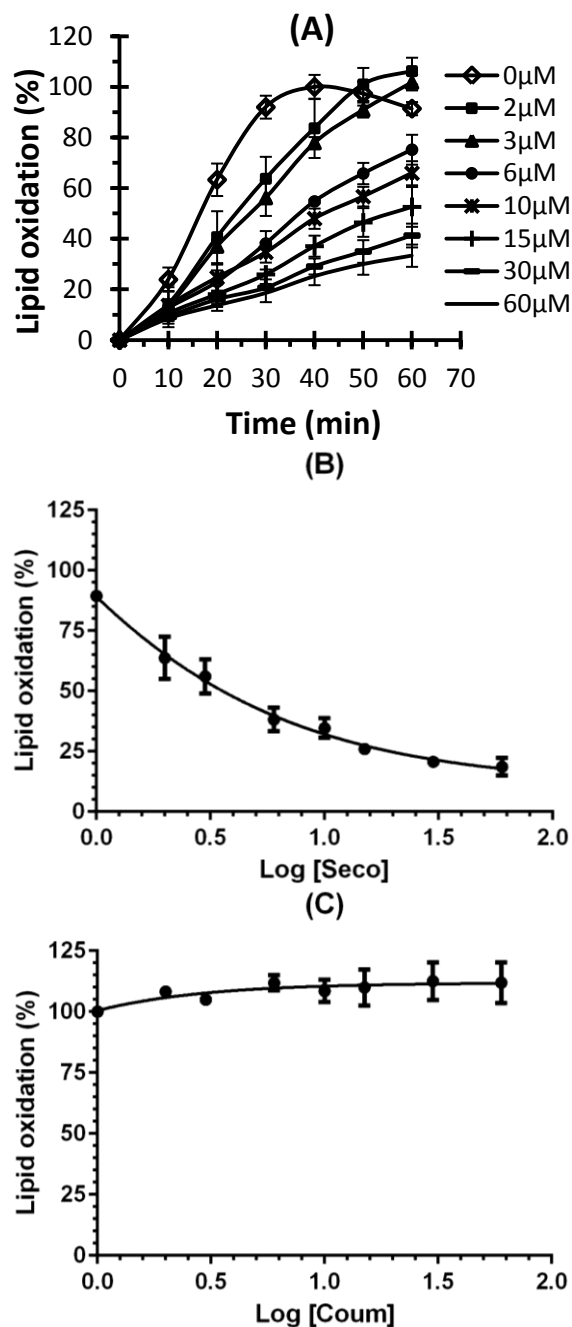 (A)
120
100
80
60
40
20
0
Lipid oxidation (%)
0 10 20 30 40 50 60 70
Time (min)
0µM
2µM
3µM
6µM
10µM
15µM
30µM
60µM
(B)
125
100
75
50
25
0
Lipid oxidation (%)
0.0 0.5 1.0 1.5 2.0
Log [Seco]
(C)
125
100
75
50
25
0
Lipid oxidation (%)
0.0 0.5 1.0 1.5 2.0
Log [Coum]